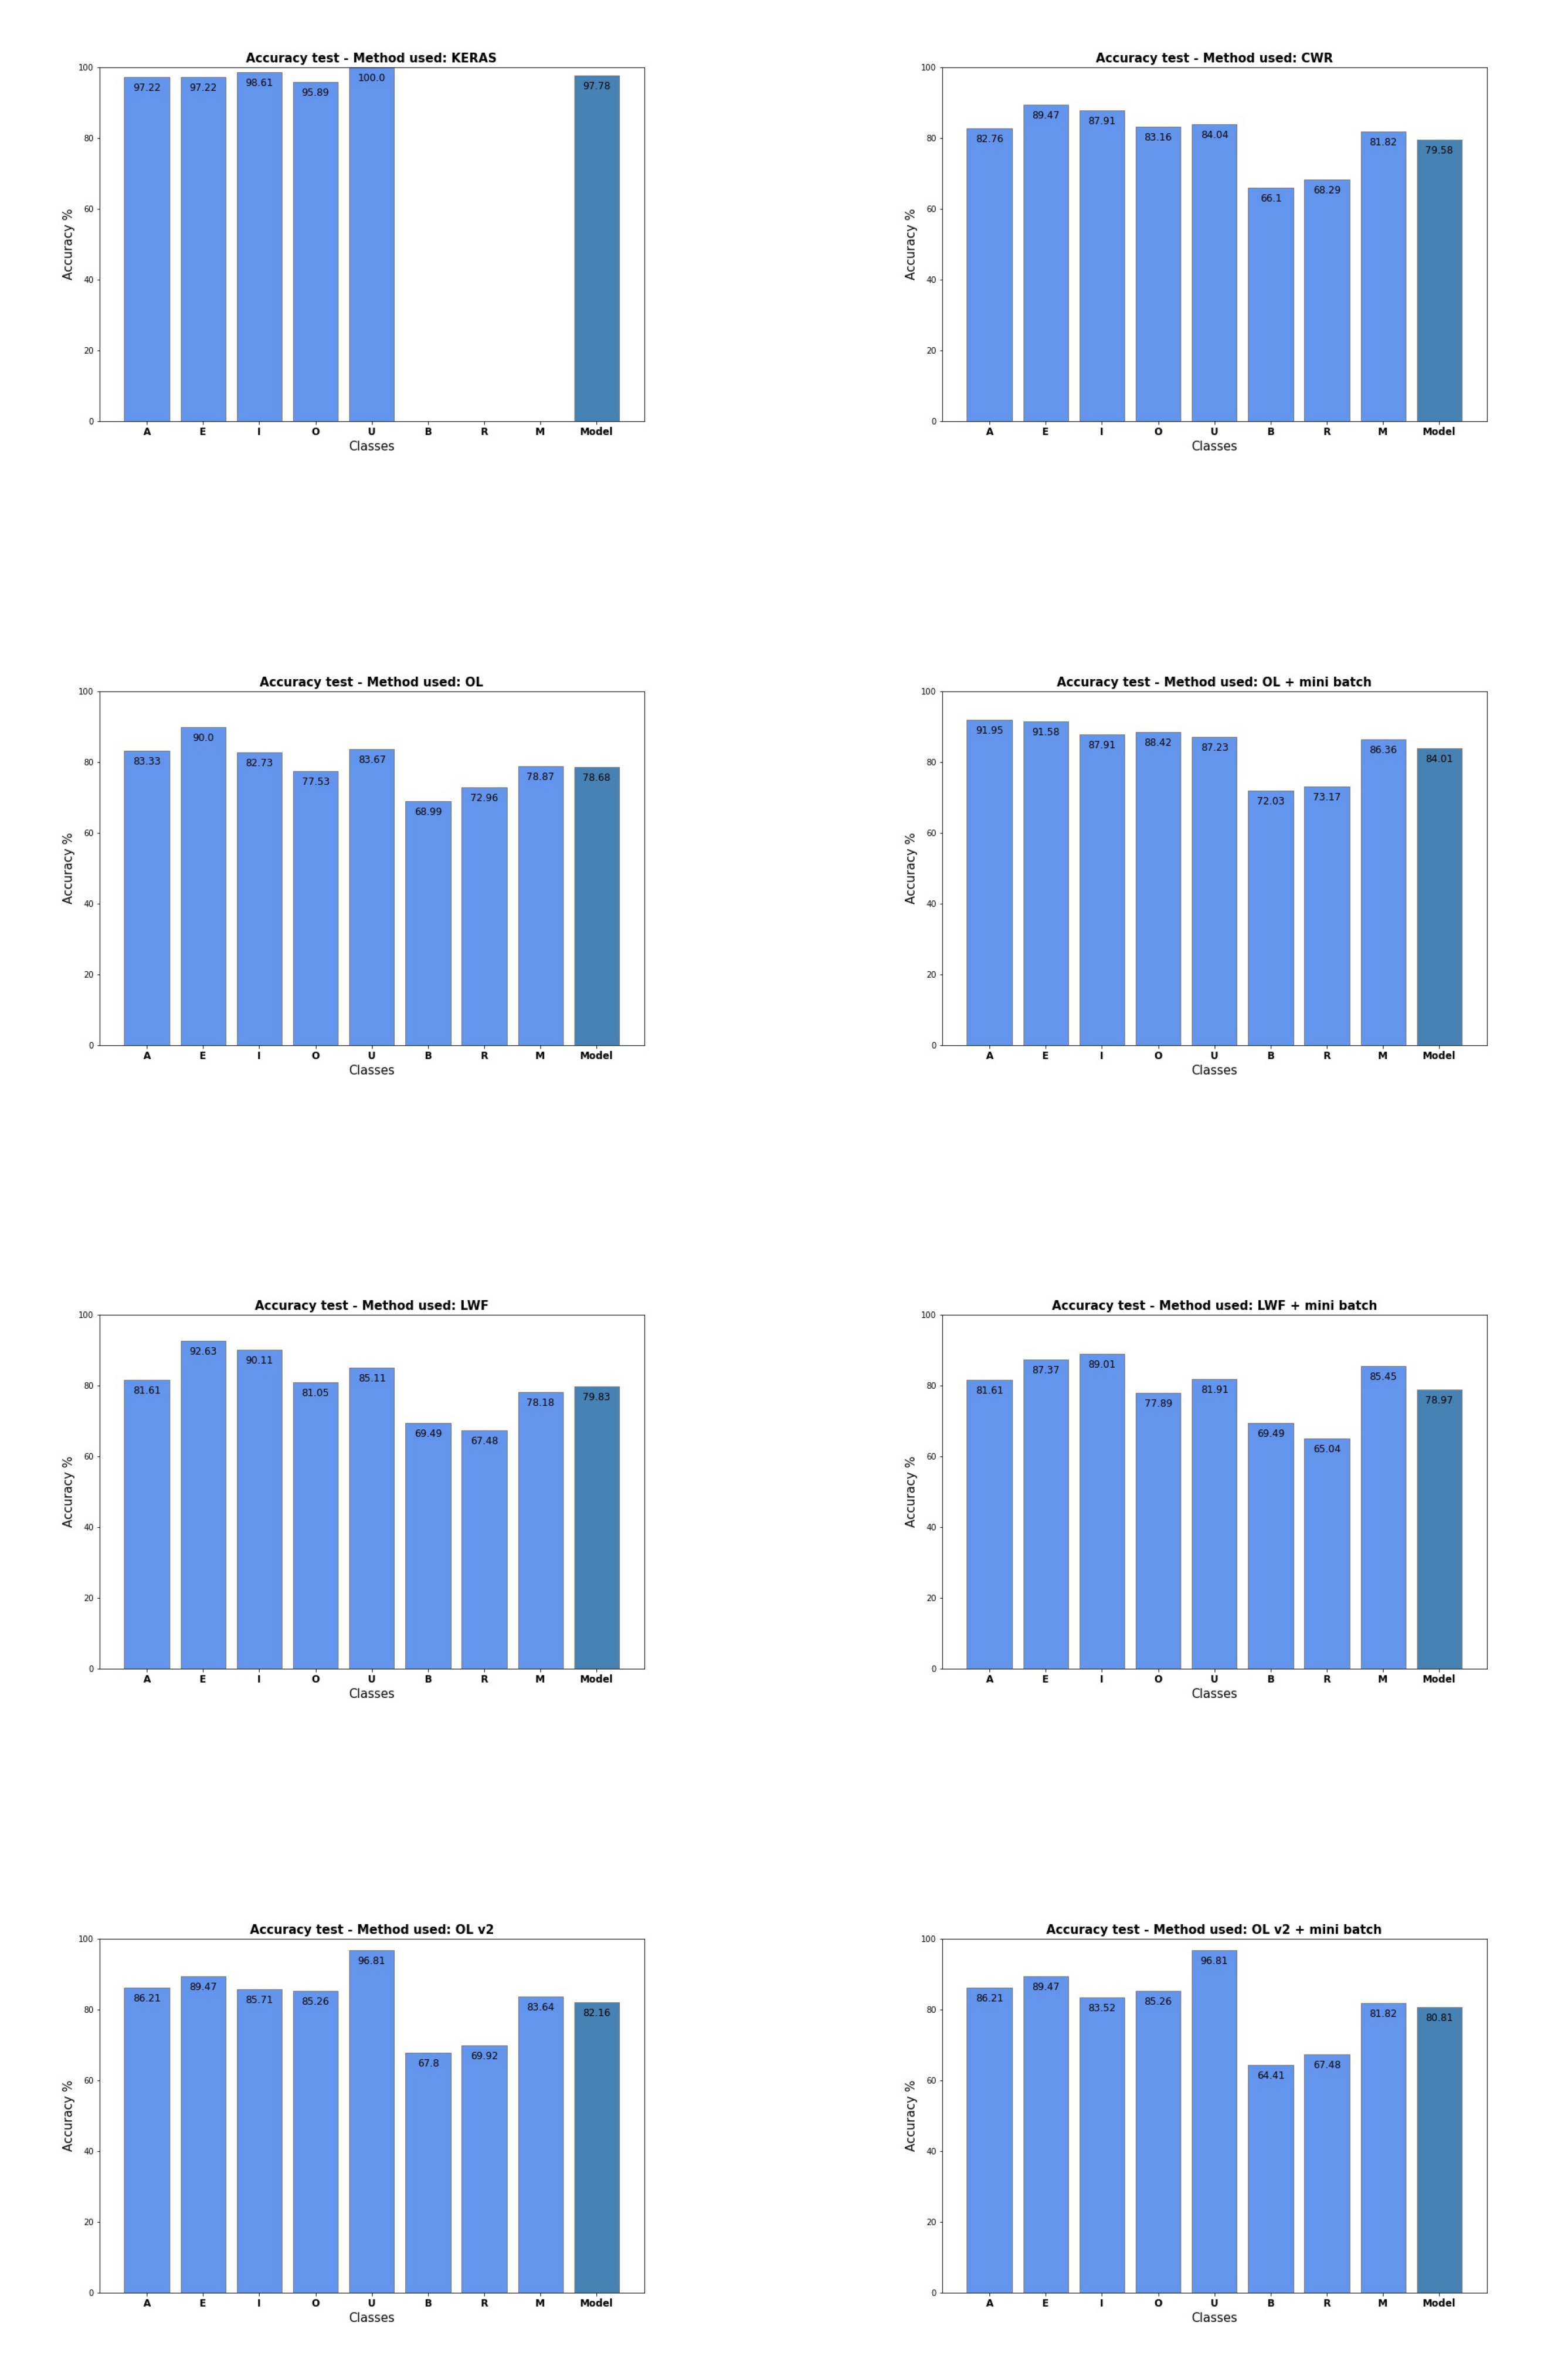 Accuracy test - Method used: KERAS
100
80
60
40
20
0
Accuracy %
97.22 97.22 98.61 95.89 100.0 97.78
A E I O U B R M Model
Classes
Accuracy test - Method used: CWR
100
80
60
40
20
0
Accuracy %
82.76 89.47 87.91 83.16 84.04 66.1 68.29 81.82 79.58
A E I O U B R M Model
Classes
Accuracy test - Method used: OL
100
80
60
40
20
0
Accuracy %
83.33 90.0 82.73 77.53 83.67 68.99 72.96 78.87 78.68
A E I O U B R M Model
Classes
Accuracy test - Method used: OL + mini batch
100
80
60
40
20
0
Accuracy %
91.95 91.58 87.91 88.42 87.23 72.03 73.17 86.36 84.01
A E I O U B R M Model
Classes
Accuracy test - Method used: LWF
100
80
60
40
20
0
Accuracy %
81.61 92.63 90.11 81.05 85.11 69.49 67.48 78.18 79.83
A E I O U B R M Model
Classes
Accuracy test - Method used: LWF + mini batch
100
80
60
40
20
0
Accuracy %
81.61 87.37 89.01 77.89 81.91 69.49 65.04 85.45 78.97
A E I O U B R M Model
Classes
Accuracy test - Method used: OL v2
100
80
60
40
20
0
Accuracy %
86.21 89.47 85.71 85.26 96.81 67.8 69.92 83.64 82.16
A E I O U B R M Model
Classes
Accuracy test - Method used: OL v2 + mini batch
100
80
60
40
20
0
Accuracy %
86.21 89.47 83.52 85.26 96.81 64.41 67.48 81.82 80.81
A E I O U B R M Model
Classes